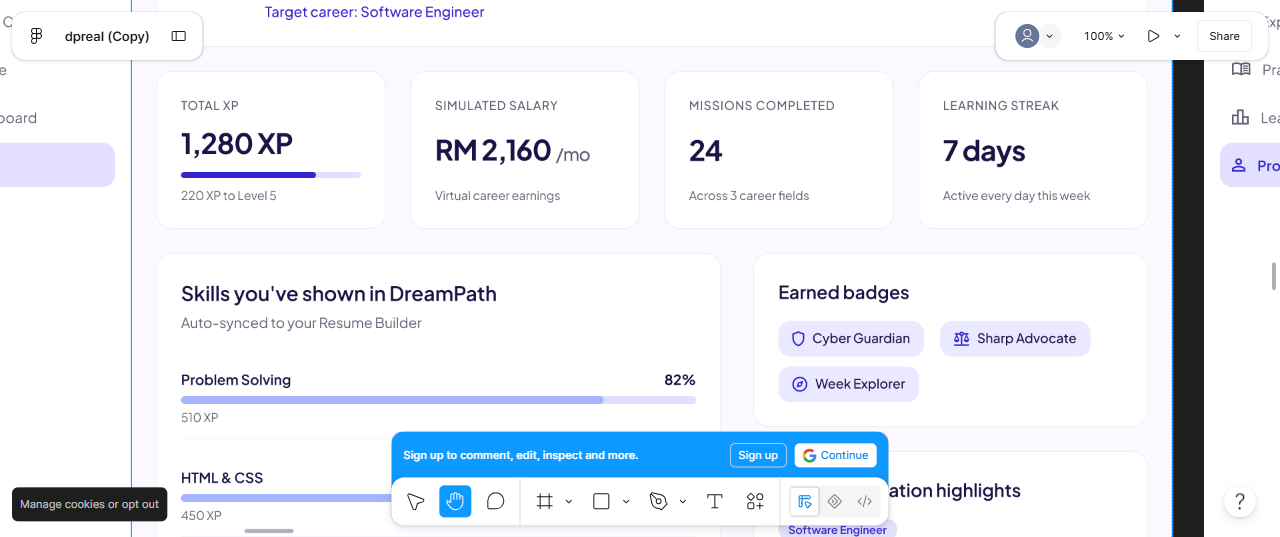 Target career: Software Engineer
dpreal (Copy)
100%
Share
board
TOTAL XP
1,280 XP
220 XP to Level 5
SIMULATED SALARY
RM 2,160 /mo
Virtual career earnings
MISSIONS COMPLETED
24
Across 3 career fields
LEARNING STREAK
7 days
Active every day this week
Skills you've shown in DreamPath
Auto-synced to your Resume Builder
Problem Solving
82%
510 XP
HTML & CSS
450 XP
Earned badges
Cyber Guardian
Sharp Advocate
Week Explorer
ation highlights
Software Engineer
Sign up to comment, edit, inspect and more.
Sign up
Continue
Manage cookies or opt out
Pra
Lea
Pro
?